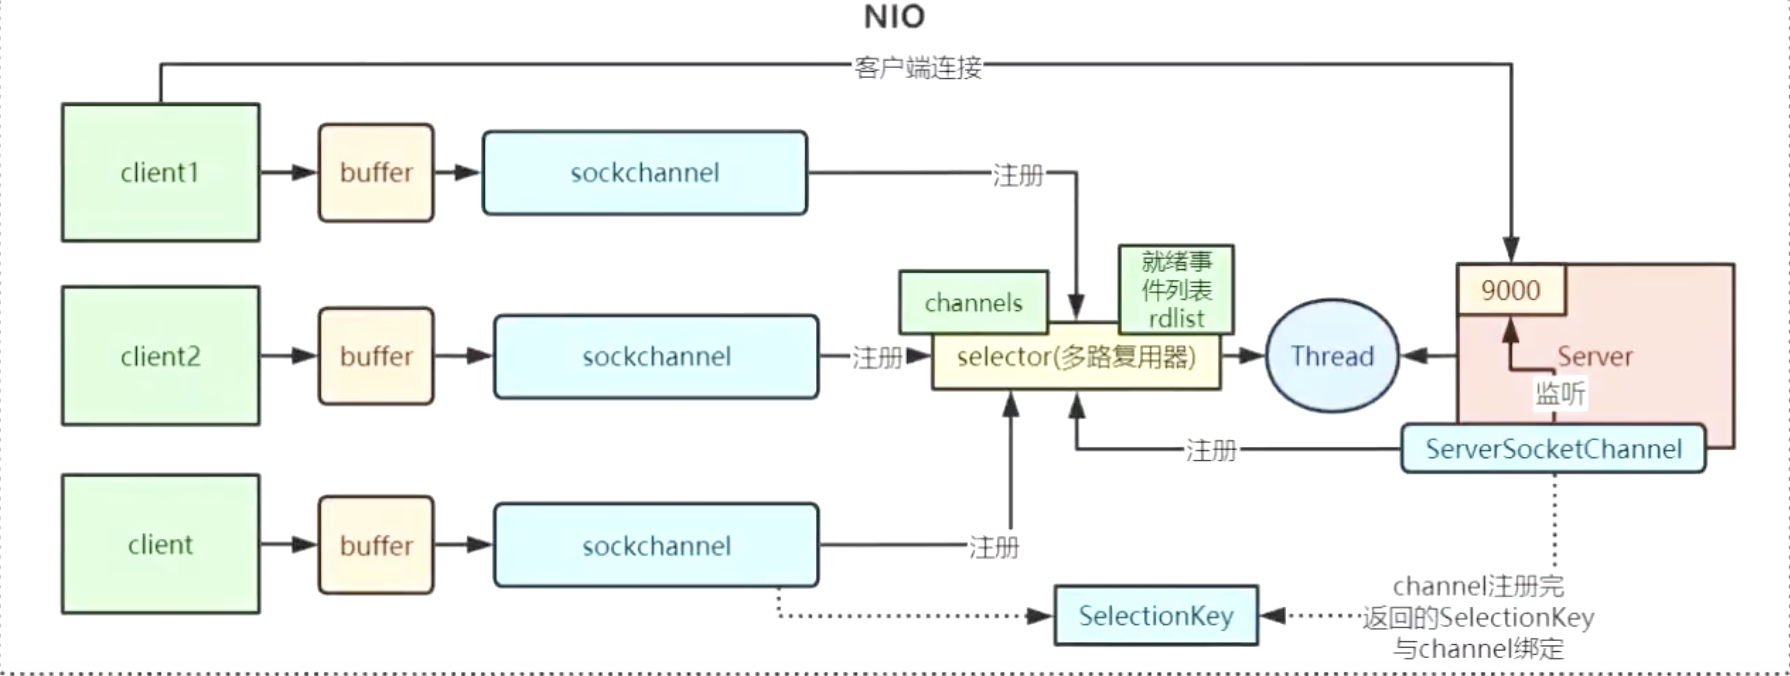 NIO
客户端连接
client1
buffer
sockchannel
注册
client2
buffer
sockchannel
注册
channels
就绪事
件列表
rdlist
selector(多路复用器)
Thread
9000
Server
监听
ServerSocketChannel
注册
client
buffer
sockchannel
注册
SelectionKey
channel注册完
返回的SelectionKey
与channel绑定